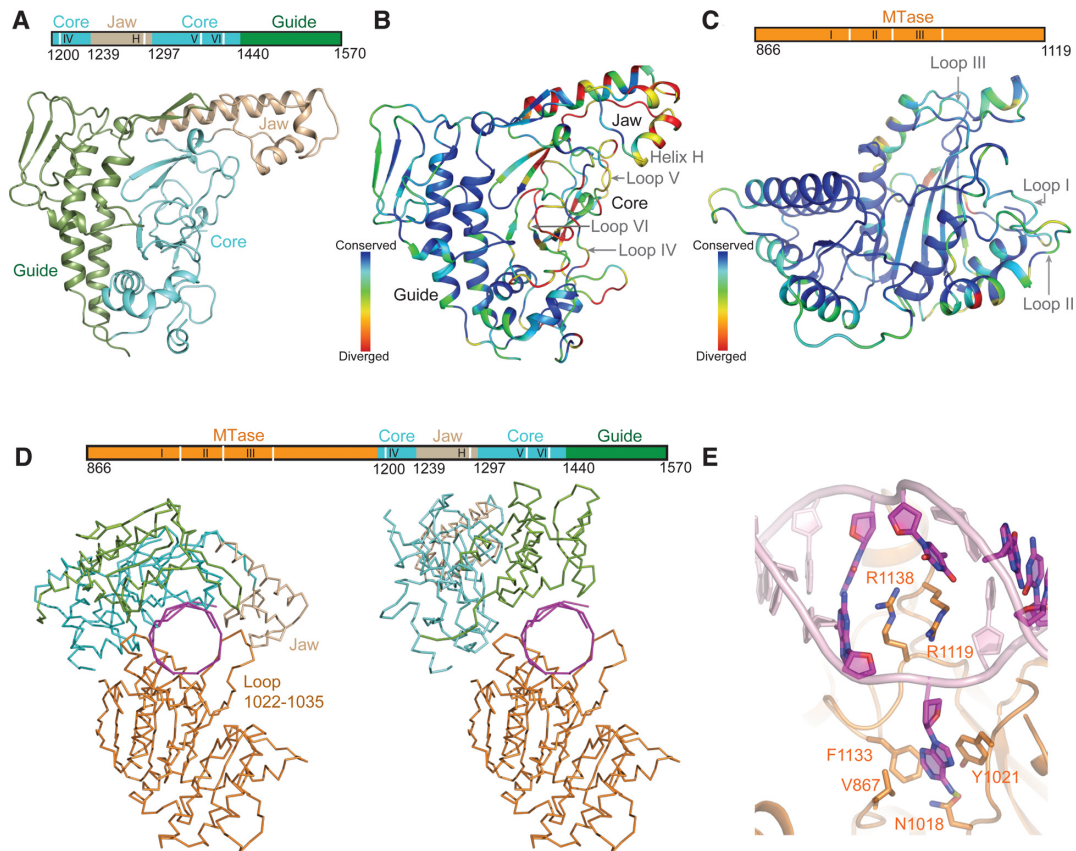 A
Core Jaw Core Guide
IV H V VI
1200 1239 1297 1440 1570
Jaw
Core
Guide
B
Jaw
Helix H
Loop V
Core
Loop VI
Loop IV
Conserved
Guide
Diverged
C
MTase
I II III
866 1119
Loop III
Loop I
Conserved
Loop II
Diverged
D
MTase Core Jaw Core Guide
I II III IV H V VI
866 1200 1239 1297 1440 1570
Jaw
Loop
1022-1035
E
R1138
R1119
F1133
Y1021
V867
N1018